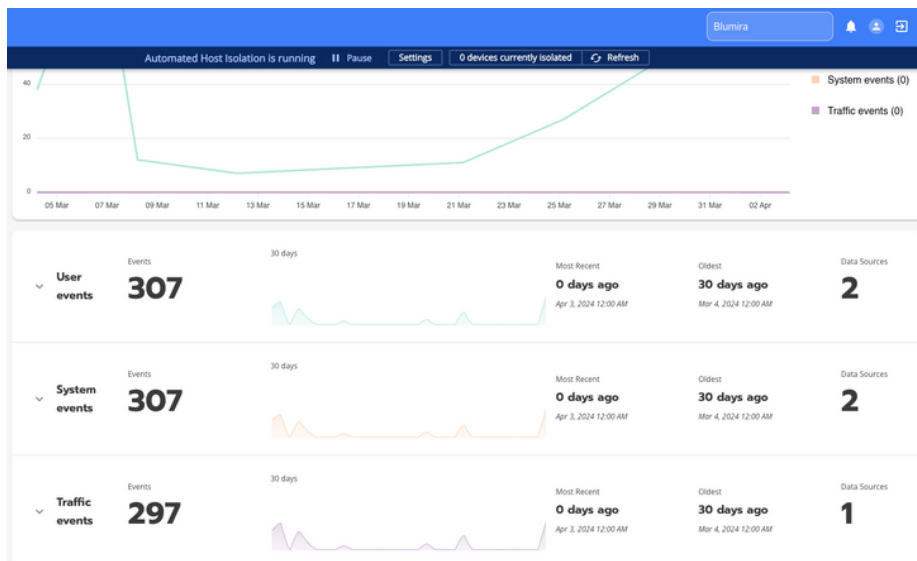 Blumira
Automated Host Isolation is running Pause Settings 0 devices currently isolated Refresh
40
System events (0)
Traffic events (0)
20
0
05 Mar 07 Mar 09 Mar 11 Mar 13 Mar 15 Mar 17 Mar 19 Mar 21 Mar 23 Mar 25 Mar 27 Mar 29 Mar 31 Mar 02 Apr
User events
Events
307
30 days
Most Recent
0 days ago
Apr 3, 2024 12:00 AM
Oldest
30 days ago
Mar 4, 2024 12:00 AM
Data Sources
2
System events
Events
307
30 days
Most Recent
0 days ago
Apr 3, 2024 12:00 AM
Oldest
30 days ago
Mar 4, 2024 12:00 AM
Data Sources
2
Traffic events
Events
297
30 days
Most Recent
0 days ago
Apr 3, 2024 12:00 AM
Oldest
30 days ago
Mar 4, 2024 12:00 AM
Data Sources
1